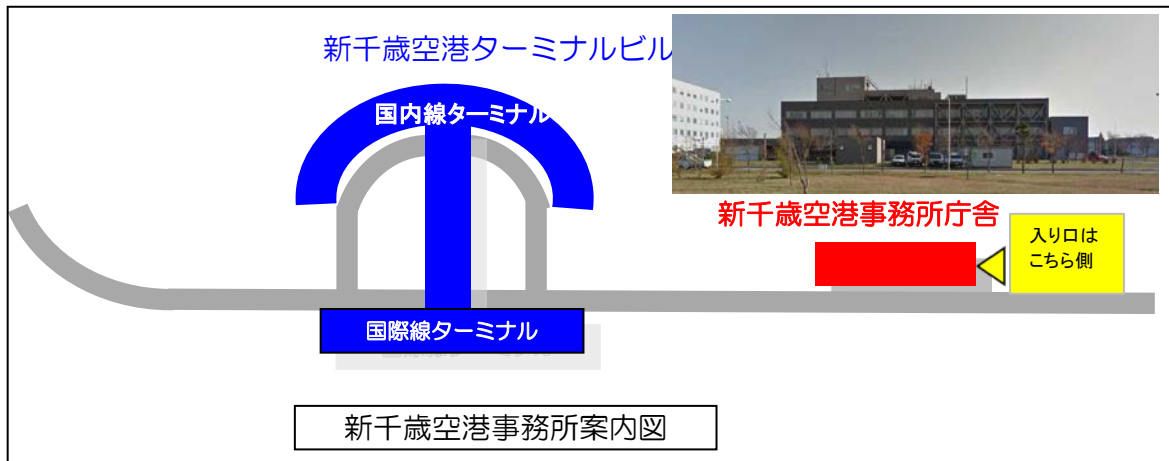 新千歳空港ターミナルビル
国内線ターミナル
新千歳空港事務所庁舎
入り口は
こちら側
国際線ターミナル
新千歳空港事務所案内図